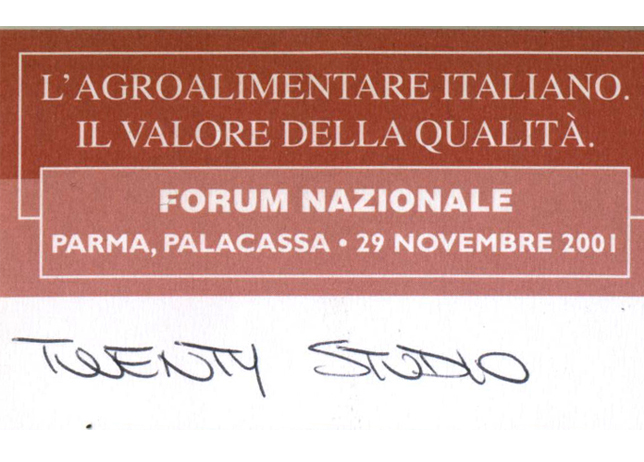 L'AGROALIMENTARE ITALIANO.
IL VALORE DELLA QUALITÀ.
FORUM NAZIONALE
PARMA, PALACASSA • 29 NOVEMBRE 2001
TWENTY STUDIO